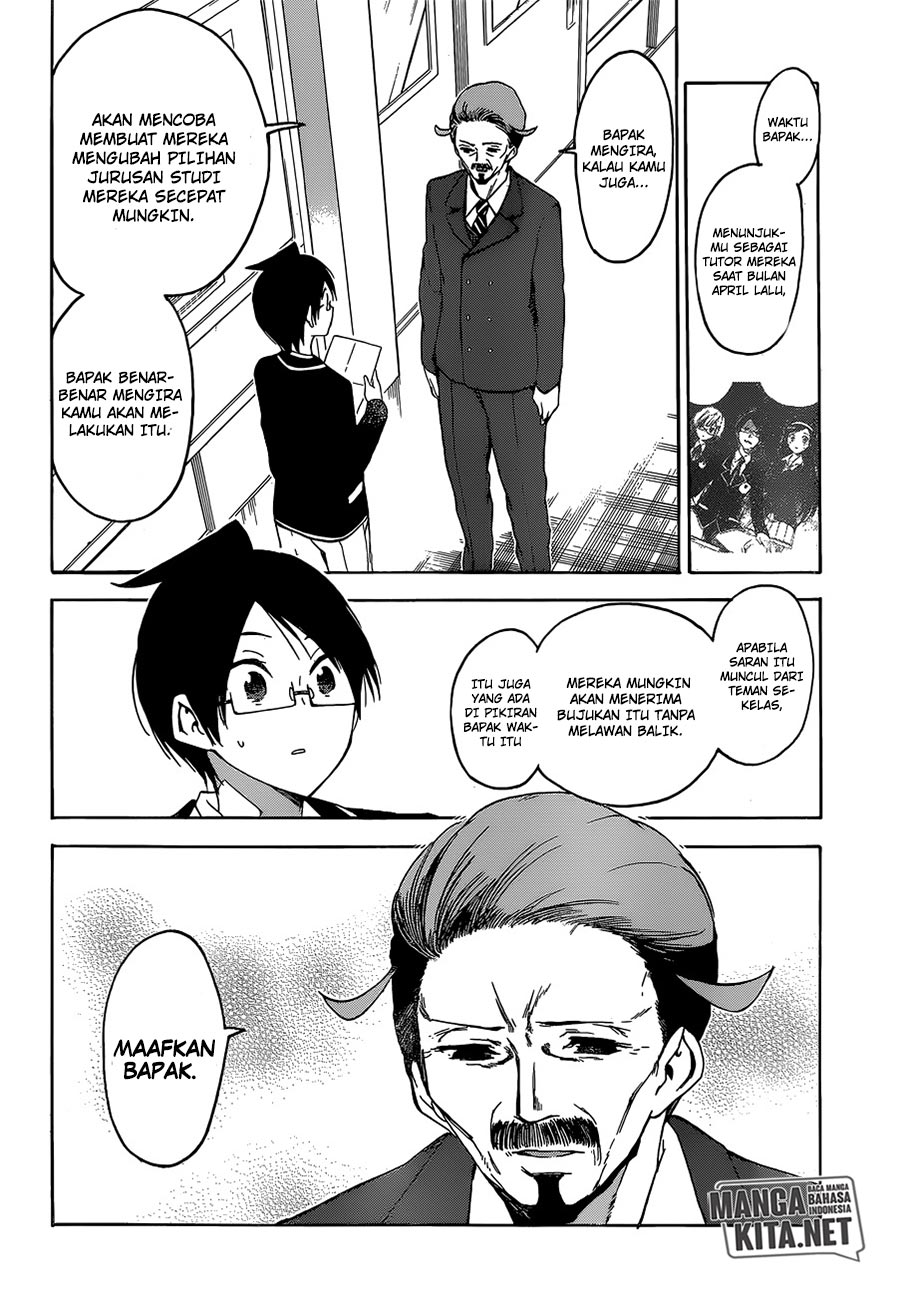 WAKTU
BAPAK...
MENUNJUK-
MU SEBAGAI
TUTOR MEREKA
SAAT BULAN
APRIL LALU,
BAPAK
MENGIRA,
KALAU KAMU
JUGA...
AKAN MENCOBA
MEMBUAT MEREKA
MENGUBAH PILIHAN
JURUSAN STUDI
MEREKA SECEPAT
MUNGKIN.
BAPAK BENAR-
BENAR MENGIRA
KAMU AKAN ME-
LAKUKAN ITU.
APABILA
SARAN ITU
MUNCUL DARI
TEMAN SE-
KELAS,
MEREKA MUNGKIN
AKAN MENERIMA
BUJUKAN ITU TANPA
MELAWAN BALIK.
ITU JUGA
YANG ADA
DI PIKIRAN
BAPAK WAK-
TU ITU
MAAFKAN
BAPAK.
MANGA
BACA MANGA
BAHASA
INDONESIA
KITA.NET